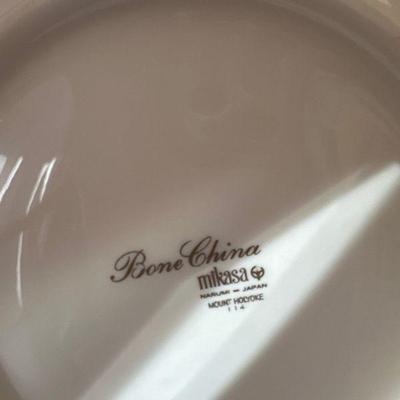 Bone China
mikasa
NARUMI – JAPAN
MOUNT HOLYOKE
114